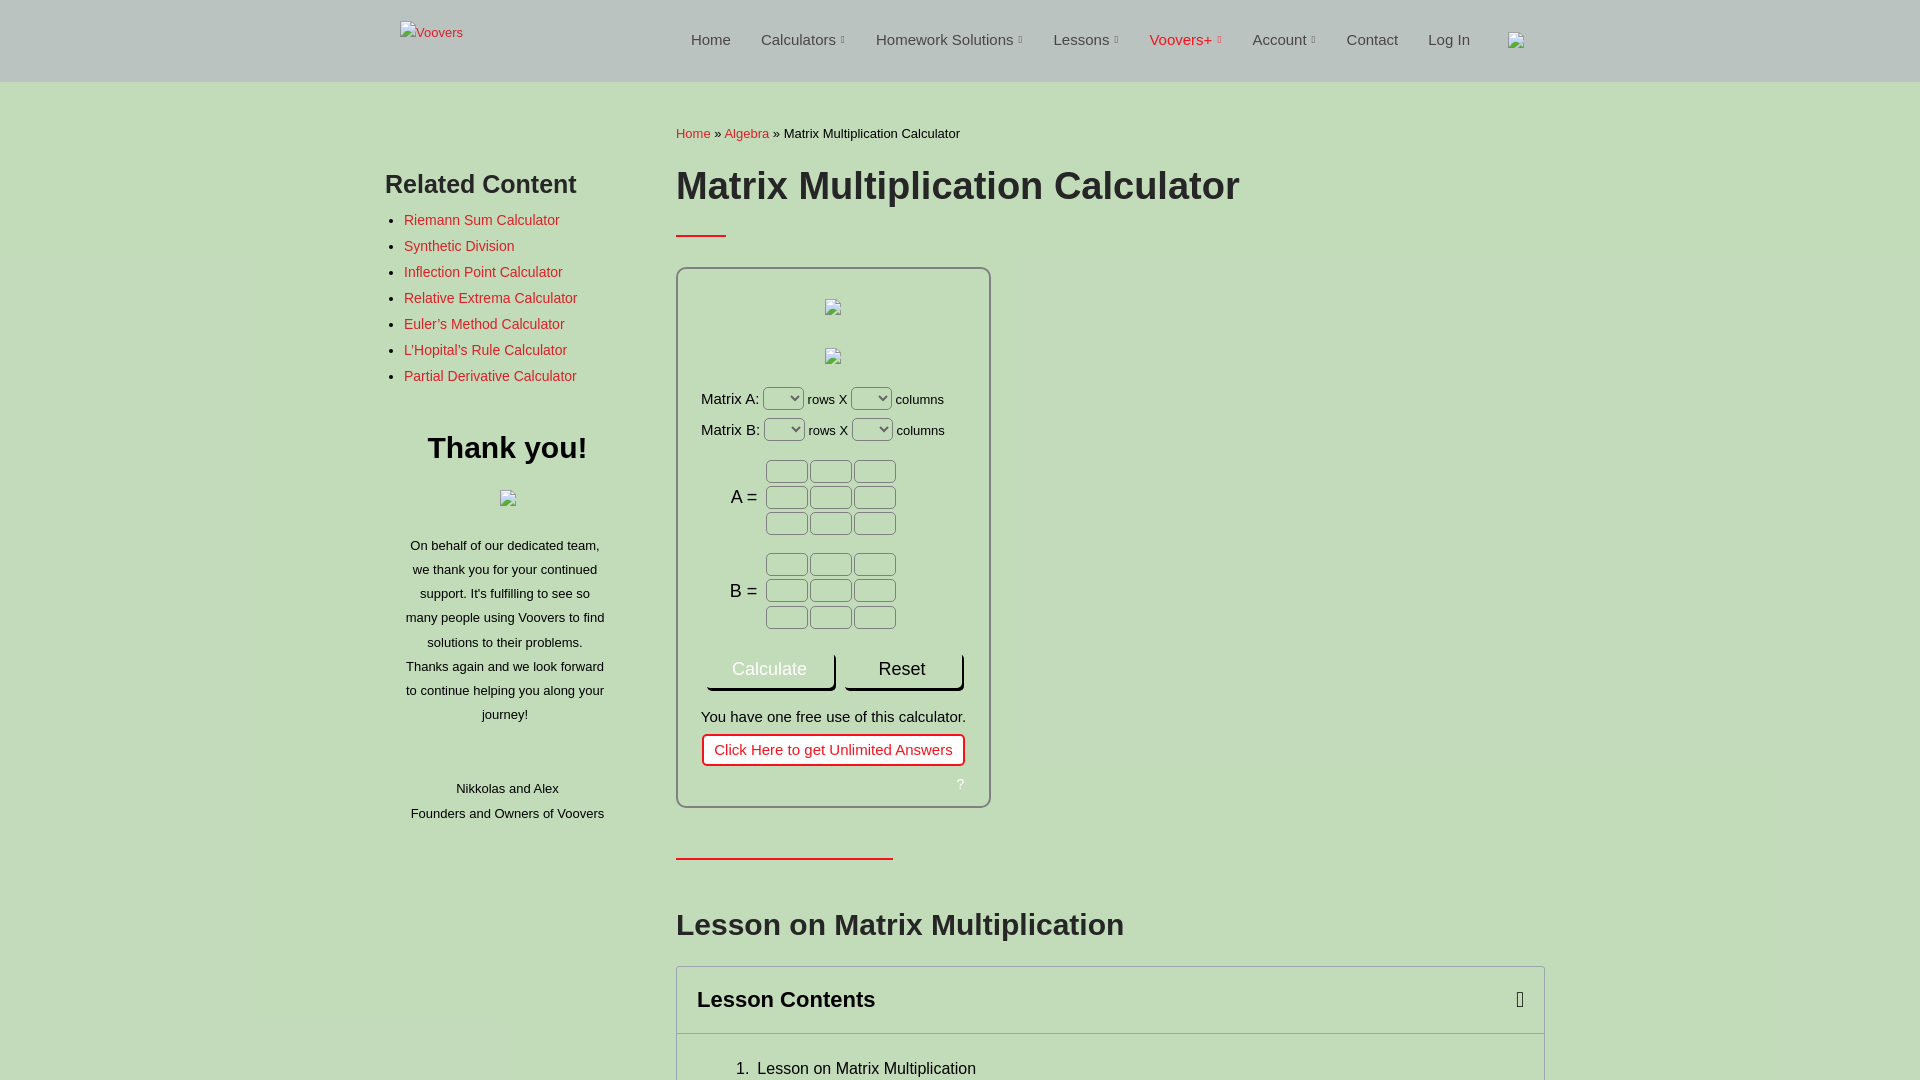 Voovers
Home
Calculators
Homework Solutions
Lessons
Voovers+
Account
Contact
Log In
Home » Algebra » Matrix Multiplication Calculator
Related Content
Riemann Sum Calculator
Synthetic Division
Inflection Point Calculator
Relative Extrema Calculator
Euler’s Method Calculator
L’Hopital’s Rule Calculator
Partial Derivative Calculator
Thank you!
On behalf of our dedicated team,
we thank you for your continued
support. It's fulfilling to see so
many people using Voovers to find
solutions to their problems.
Thanks again and we look forward
to continue helping you along your
journey!
Nikkolas and Alex
Founders and Owners of Voovers
Matrix Multiplication Calculator
Matrix A: rows X columns
Matrix B: rows X columns
A =
B =
Calculate
Reset
You have one free use of this calculator.
Click Here to get Unlimited Answers
?
Lesson on Matrix Multiplication
Lesson Contents
1. Lesson on Matrix Multiplication